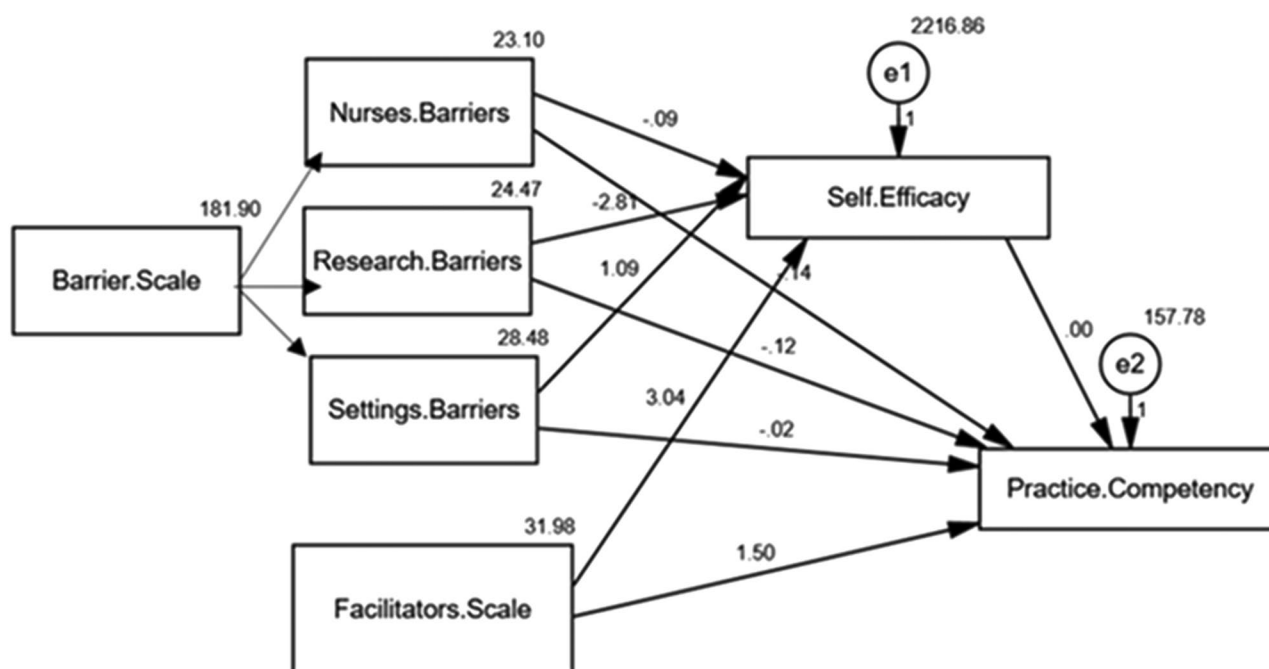 2216.86
23.10
e1
Nurses.Barriers
-.09
1
24.47
-2.81
Self.Efficacy
181.90
Research.Barriers
1.09
.14
Barrier.Scale
28.48
-.12
.00
157.78
e2
Settings.Barriers
3.04
-.02
1
Practice.Competency
31.98
1.50
Facilitators.Scale